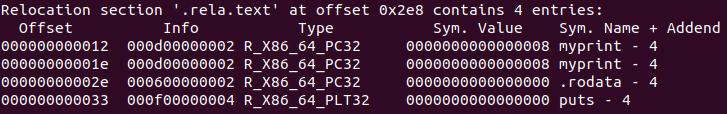 Relocation section '.rela.text' at offset 0x2e8 contains 4 entries:
Offset Info Type Sym. Value Sym. Name + Addend
000000000012 000d00000002 R_X86_64_PC32 0000000000000008 myprint - 4
00000000001e 000d00000002 R_X86_64_PC32 0000000000000008 myprint - 4
00000000002e 000600000002 R_X86_64_PC32 0000000000000000 .rodata - 4
000000000033 000f00000004 R_X86_64_PLT32 0000000000000000 puts - 4